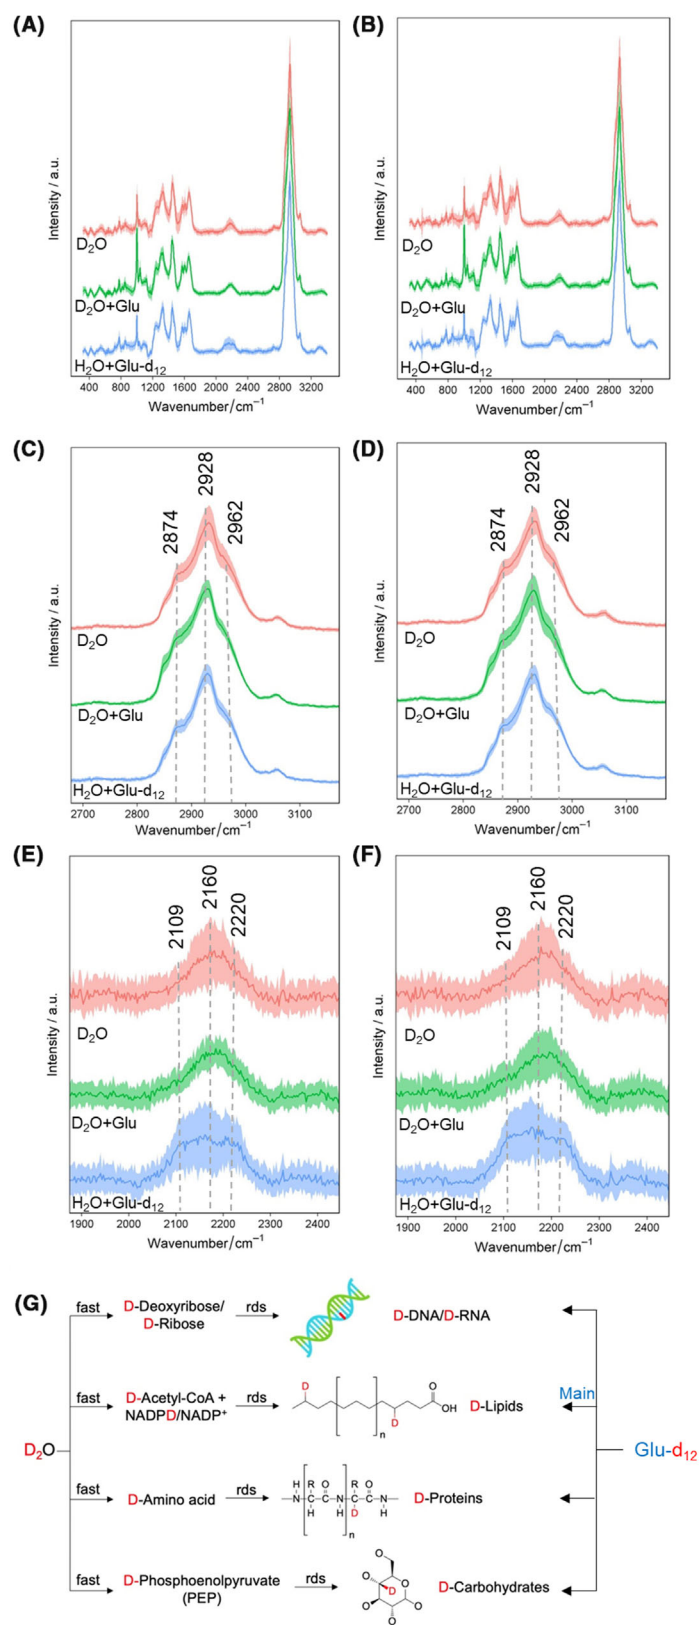 (A)
Intensity / a.u.
D₂O
D₂O+Glu
H₂O+Glu-d₁₂
400 800 1200 1600 2000 2400 2800 3200
Wavenumber/cm⁻¹
(B)
Intensity / a.u.
D₂O
D₂O+Glu
H₂O+Glu-d₁₂
400 800 1200 1600 2000 2400 2800 3200
Wavenumber/cm⁻¹
(C)
2874 2928 2962
Intensity / a.u.
D₂O
D₂O+Glu
H₂O+Glu-d₁₂
2700 2800 2900 3000 3100
Wavenumber/cm⁻¹
(D)
2874 2928 2962
Intensity / a.u.
D₂O
D₂O+Glu
H₂O+Glu-d₁₂
2700 2800 2900 3000 3100
Wavenumber/cm⁻¹
(E)
2109 2160 2220
Intensity / a.u.
D₂O
D₂O+Glu
H₂O+Glu-d₁₂
1900 2000 2100 2200 2300 2400
Wavenumber/cm⁻¹
(F)
2109 2160 2220
Intensity / a.u.
D₂O
D₂O+Glu
H₂O+Glu-d₁₂
1900 2000 2100 2200 2300 2400
Wavenumber/cm⁻¹
(G)
D₂O
fast
D-Deoxyribose/
D-Ribose
rds
D-DNA/D-RNA
fast
D-Acetyl-CoA +
NADPD/NADP⁺
rds
D
n
D
O
OH
D-Lipids
Main
Glu-d₁₂
fast
D-Amino acid
rds
H R O R O
N C C N C C N
H H D H
n
D-Proteins
fast
D-Phosphoenolpyruvate
(PEP)
rds
O
O O
D
O O
O
D-Carbohydrates